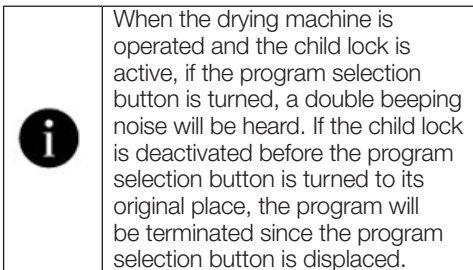 When the drying machine is
operated and the child lock is
active, if the program selection
button is turned, a double beeping
noise will be heard. If the child lock
is deactivated before the program
selection button is turned to its
original place, the program will
be terminated since the program
selection button is displaced.